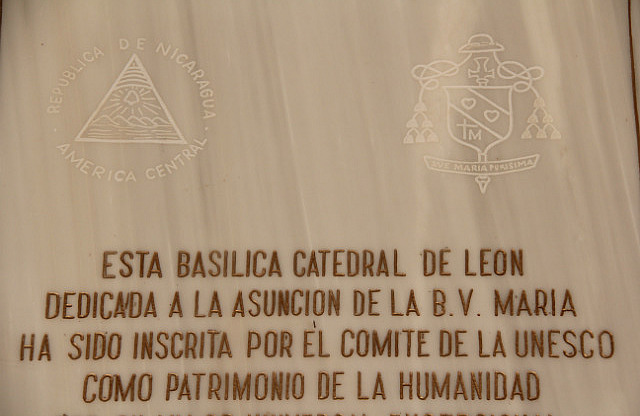 REPUBLICA DE NICARAGUA
AMERICA CENTRAL
TM
MARIA PURISIMA
ESTA BASILICA CATEDRAL DE LEON
DEDICADA A LA ASUNCION DE LA B.V. MARIA
HA SIDO INSCRITA POR EL COMITE DE LA UNESCO
COMO PATRIMONIO DE LA HUMANIDAD